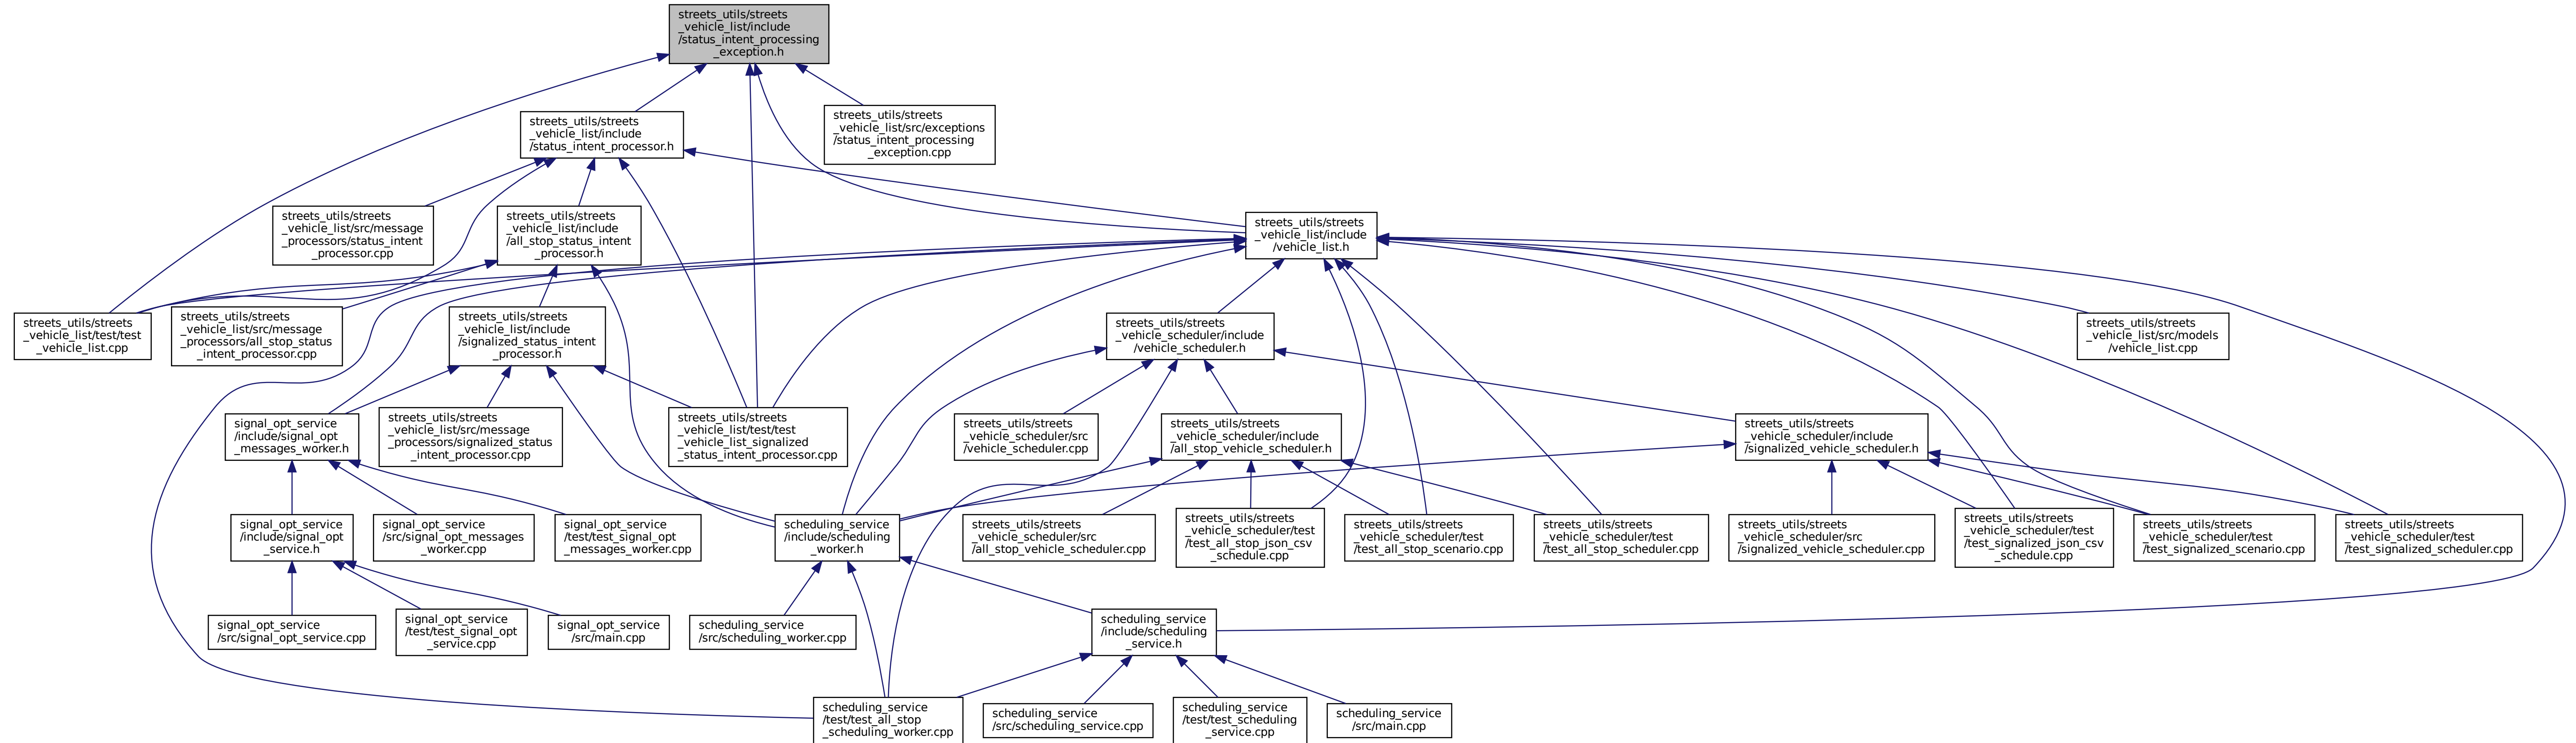 streets_utils/streets
_vehicle_list/include
/status_intent_processing
_exception.h
streets_utils/streets
_vehicle_list/include
/status_intent_processor.h
streets_utils/streets
_vehicle_list/src/exceptions
/status_intent_processing
_exception.cpp
streets_utils/streets
_vehicle_list/src/message
_processors/status_intent
_processor.cpp
streets_utils/streets
_vehicle_list/include
/all_stop_status_intent
_processor.h
streets_utils/streets
_vehicle_list/include
/vehicle_list.h
streets_utils/streets
_vehicle_list/test/test
_vehicle_list.cpp
streets_utils/streets
_vehicle_list/src/message
_processors/all_stop_status
_intent_processor.cpp
streets_utils/streets
_vehicle_list/include
/signalized_status_intent
_processor.h
streets_utils/streets
_vehicle_scheduler/include
/vehicle_scheduler.h
streets_utils/streets
_vehicle_list/src/models
/vehicle_list.cpp
signal_opt_service
/include/signal_opt
_messages_worker.h
streets_utils/streets
_vehicle_list/src/message
_processors/signalized_status
_intent_processor.cpp
streets_utils/streets
_vehicle_list/test/test
_vehicle_list_signalized
_status_intent_processor.cpp
streets_utils/streets
_vehicle_scheduler/src
/vehicle_scheduler.cpp
streets_utils/streets
_vehicle_scheduler/include
/all_stop_vehicle_scheduler.h
streets_utils/streets
_vehicle_scheduler/include
/signalized_vehicle_scheduler.h
signal_opt_service
/include/signal_opt
_service.h
signal_opt_service
/src/signal_opt_messages
_worker.cpp
signal_opt_service
/test/test_signal_opt
_messages_worker.cpp
scheduling_service
/include/scheduling
_worker.h
streets_utils/streets
_vehicle_scheduler/src
/all_stop_vehicle_scheduler.cpp
streets_utils/streets
_vehicle_scheduler/test
/test_all_stop_json_csv
_schedule.cpp
streets_utils/streets
_vehicle_scheduler/test
/test_all_stop_scenario.cpp
streets_utils/streets
_vehicle_scheduler/test
/test_all_stop_scheduler.cpp
streets_utils/streets
_vehicle_scheduler/src
/signalized_vehicle_scheduler.cpp
streets_utils/streets
_vehicle_scheduler/test
/test_signalized_json_csv
_schedule.cpp
streets_utils/streets
_vehicle_scheduler/test
/test_signalized_scenario.cpp
streets_utils/streets
_vehicle_scheduler/test
/test_signalized_scheduler.cpp
signal_opt_service
/src/signal_opt_service.cpp
signal_opt_service
/test/test_signal_opt
_service.cpp
signal_opt_service
/src/main.cpp
scheduling_service
/src/scheduling_worker.cpp
scheduling_service
/include/scheduling
_service.h
scheduling_service
/test/test_all_stop
_scheduling_worker.cpp
scheduling_service
/src/scheduling_service.cpp
scheduling_service
/test/test_scheduling
_service.cpp
scheduling_service
/src/main.cpp